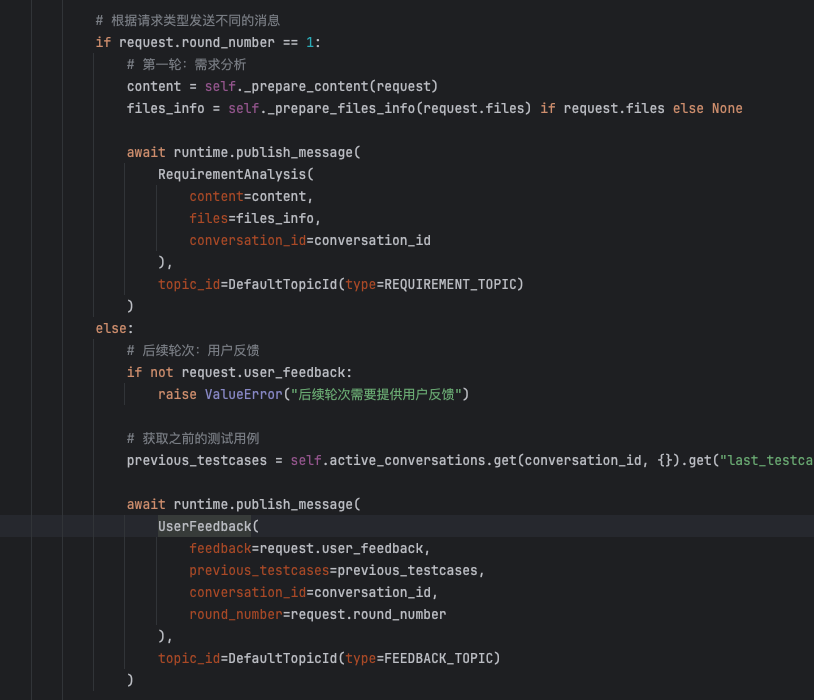 # 根据请求类型发送不同的消息
if request.round_number == 1:
# 第一轮: 需求分析
content = self._prepare_content(request)
files_info = self._prepare_files_info(request.files) if request.files else None
await runtime.publish_message(
RequirementAnalysis(
content=content,
files=files_info,
conversation_id=conversation_id
),
topic_id=DefaultTopicId(type=REQUIREMENT_TOPIC)
)
else:
# 后续轮次: 用户反馈
if not request.user_feedback:
raise ValueError("后续轮次需要提供用户反馈")
# 获取之前的测试用例
previous_testcases = self.active_conversations.get(conversation_id, {}).get("last_testca
await runtime.publish_message(
UserFeedback(
feedback=request.user_feedback,
previous_testcases=previous_testcases,
conversation_id=conversation_id,
round_number=request.round_number
),
topic_id=DefaultTopicId(type=FEEDBACK_TOPIC)
)